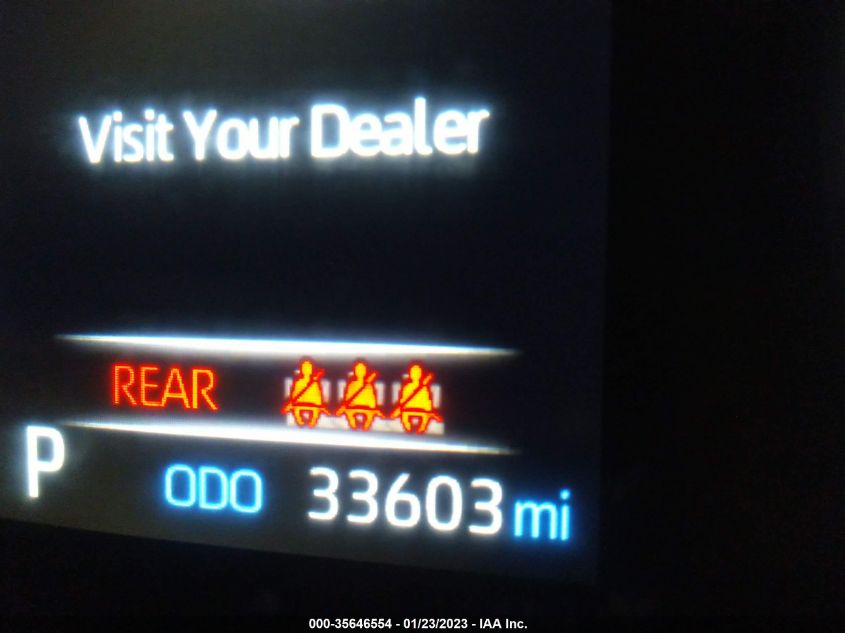 Visit Your Dealer
REAR
P ODO 33603 mi
000-35646554 - 01/23/2023 - IAA Inc.